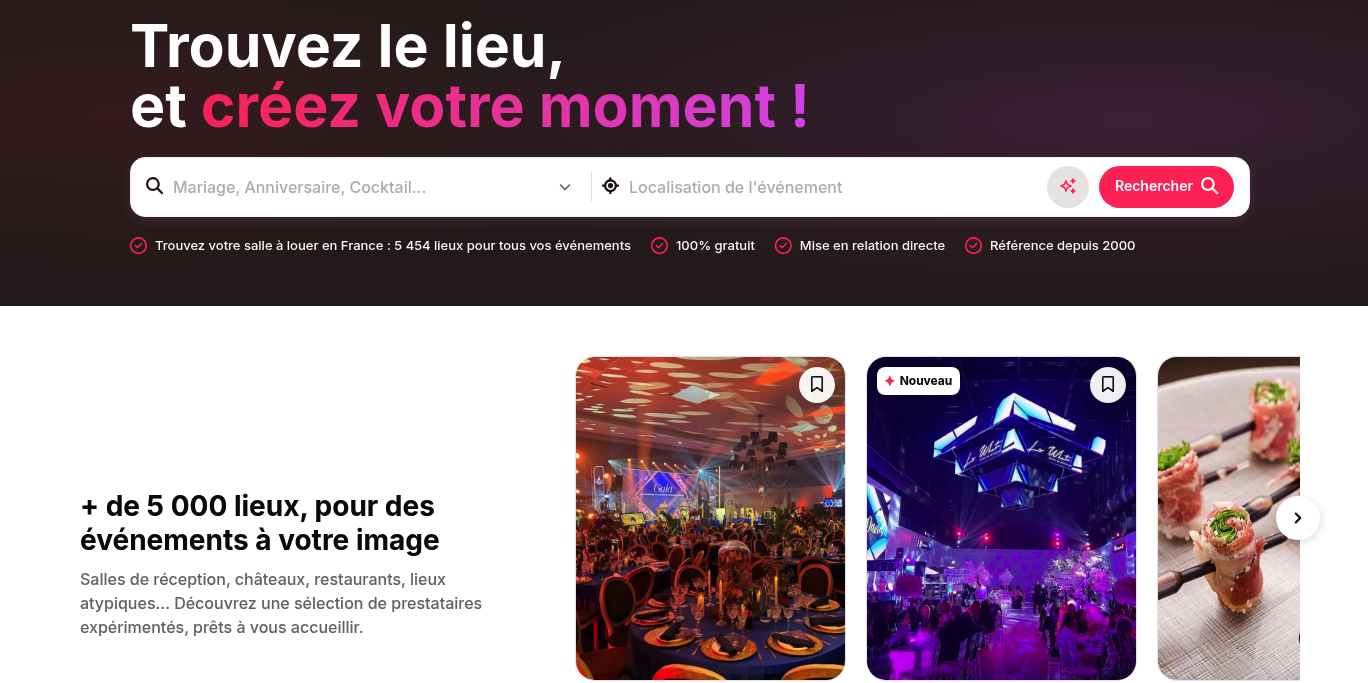 Trouvez le lieu,
et créez votre moment !
Mariage, Anniversaire, Cocktail...
Localisation de l'événement
Rechercher
Trouvez votre salle à louer en France : 5 454 lieux pour tous vos événements
100% gratuit
Mise en relation directe
Référence depuis 2000
Nouveau
Gala
+ de 5 000 lieux, pour des
événements à votre image
Salles de réception, châteaux, restaurants, lieux
atypiques... Découvrez une sélection de prestataires
expérimentés, prêts à vous accueillir.